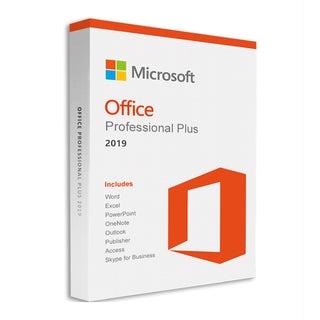 Microsoft
Office
Professional Plus
2019
Includes
Word
Excel
PowerPoint
OneNote
Outlook
Publisher
Access
Skype for Business
OFFICE PROFESSIONAL PLUS 2019